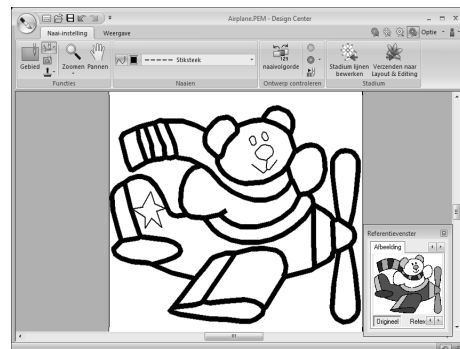 Airplane.PEM - Design Center
Naai-instelling Weergave Optie
Gebied Zoomen Pannen Stiksteek naaivolgorde Stadium lijnen bewerken Verzenden naar Layout & Editing
Functies Naaien Ontwerp controleren Stadium
Referentievenster
Afbeelding
Origineel Relex